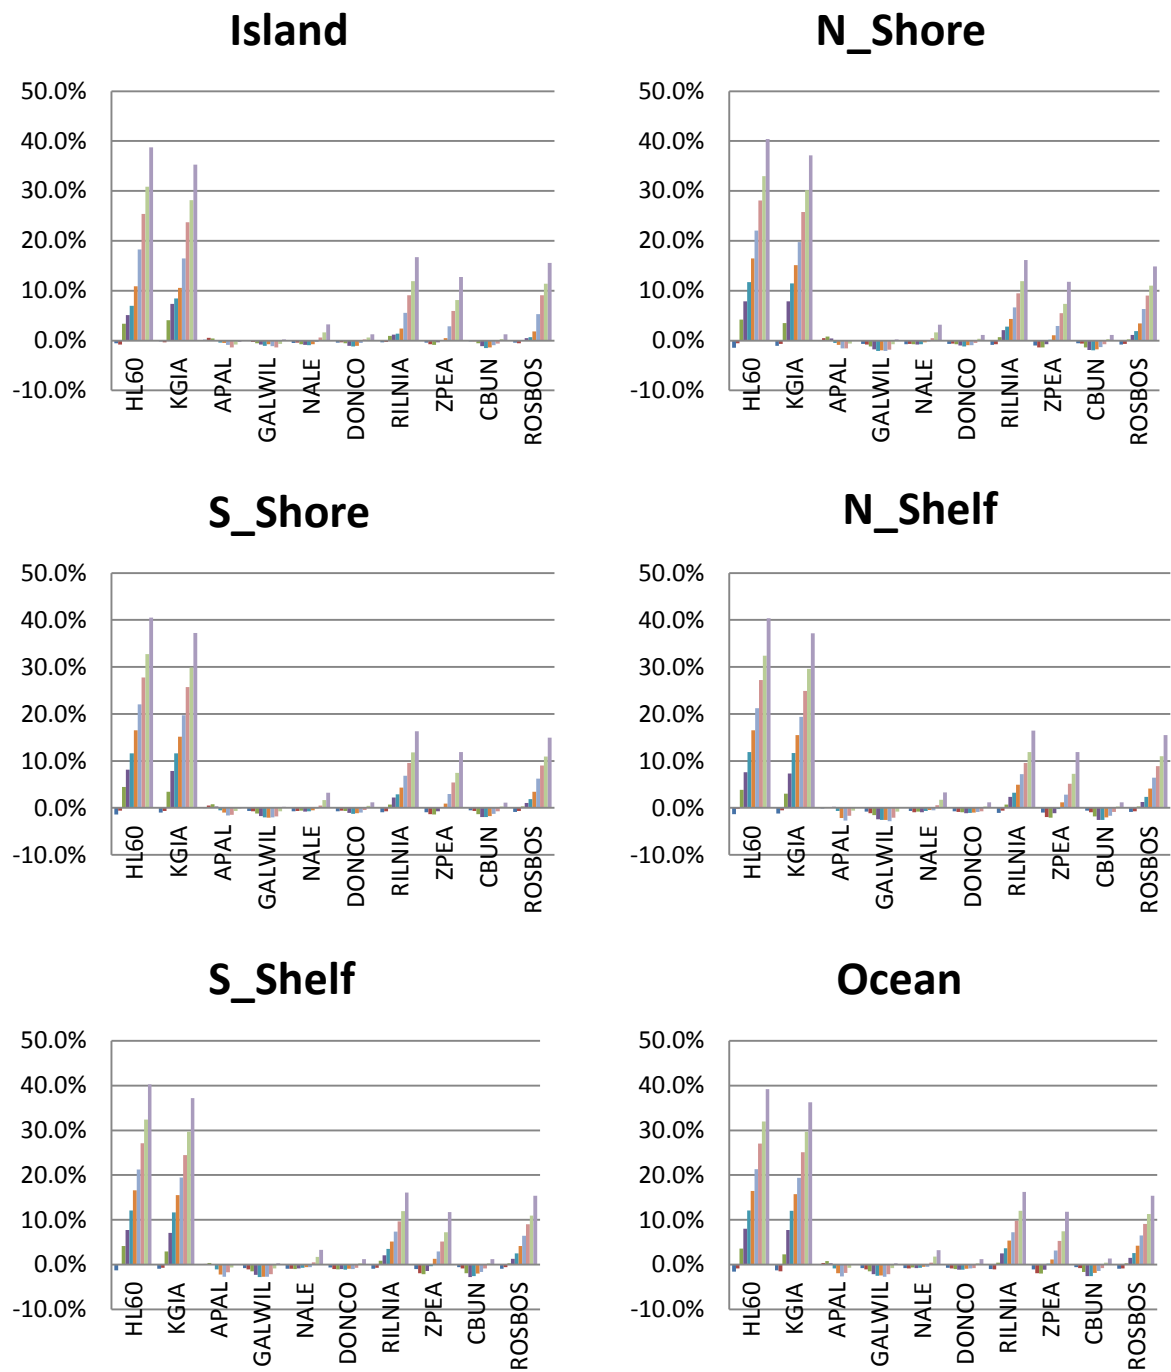 Island
50.0%
40.0%
30.0%
20.0%
10.0%
0.0%
-10.0%
HL60
KGIA
APAL
GALWIL
NALE
DONCO
RILNIA
ZPEA
CBUN
ROSBOS
N_Shore
50.0%
40.0%
30.0%
20.0%
10.0%
0.0%
-10.0%
HL60
KGIA
APAL
GALWIL
NALE
DONCO
RILNIA
ZPEA
CBUN
ROSBOS
S_Shore
50.0%
40.0%
30.0%
20.0%
10.0%
0.0%
-10.0%
HL60
KGIA
APAL
GALWIL
NALE
DONCO
RILNIA
ZPEA
CBUN
ROSBOS
N_Shelf
50.0%
40.0%
30.0%
20.0%
10.0%
0.0%
-10.0%
HL60
KGIA
APAL
GALWIL
NALE
DONCO
RILNIA
ZPEA
CBUN
ROSBOS
S_Shelf
50.0%
40.0%
30.0%
20.0%
10.0%
0.0%
-10.0%
HL60
KGIA
APAL
GALWIL
NALE
DONCO
RILNIA
ZPEA
CBUN
ROSBOS
Ocean
50.0%
40.0%
30.0%
20.0%
10.0%
0.0%
-10.0%
HL60
KGIA
APAL
GALWIL
NALE
DONCO
RILNIA
ZPEA
CBUN
ROSBOS